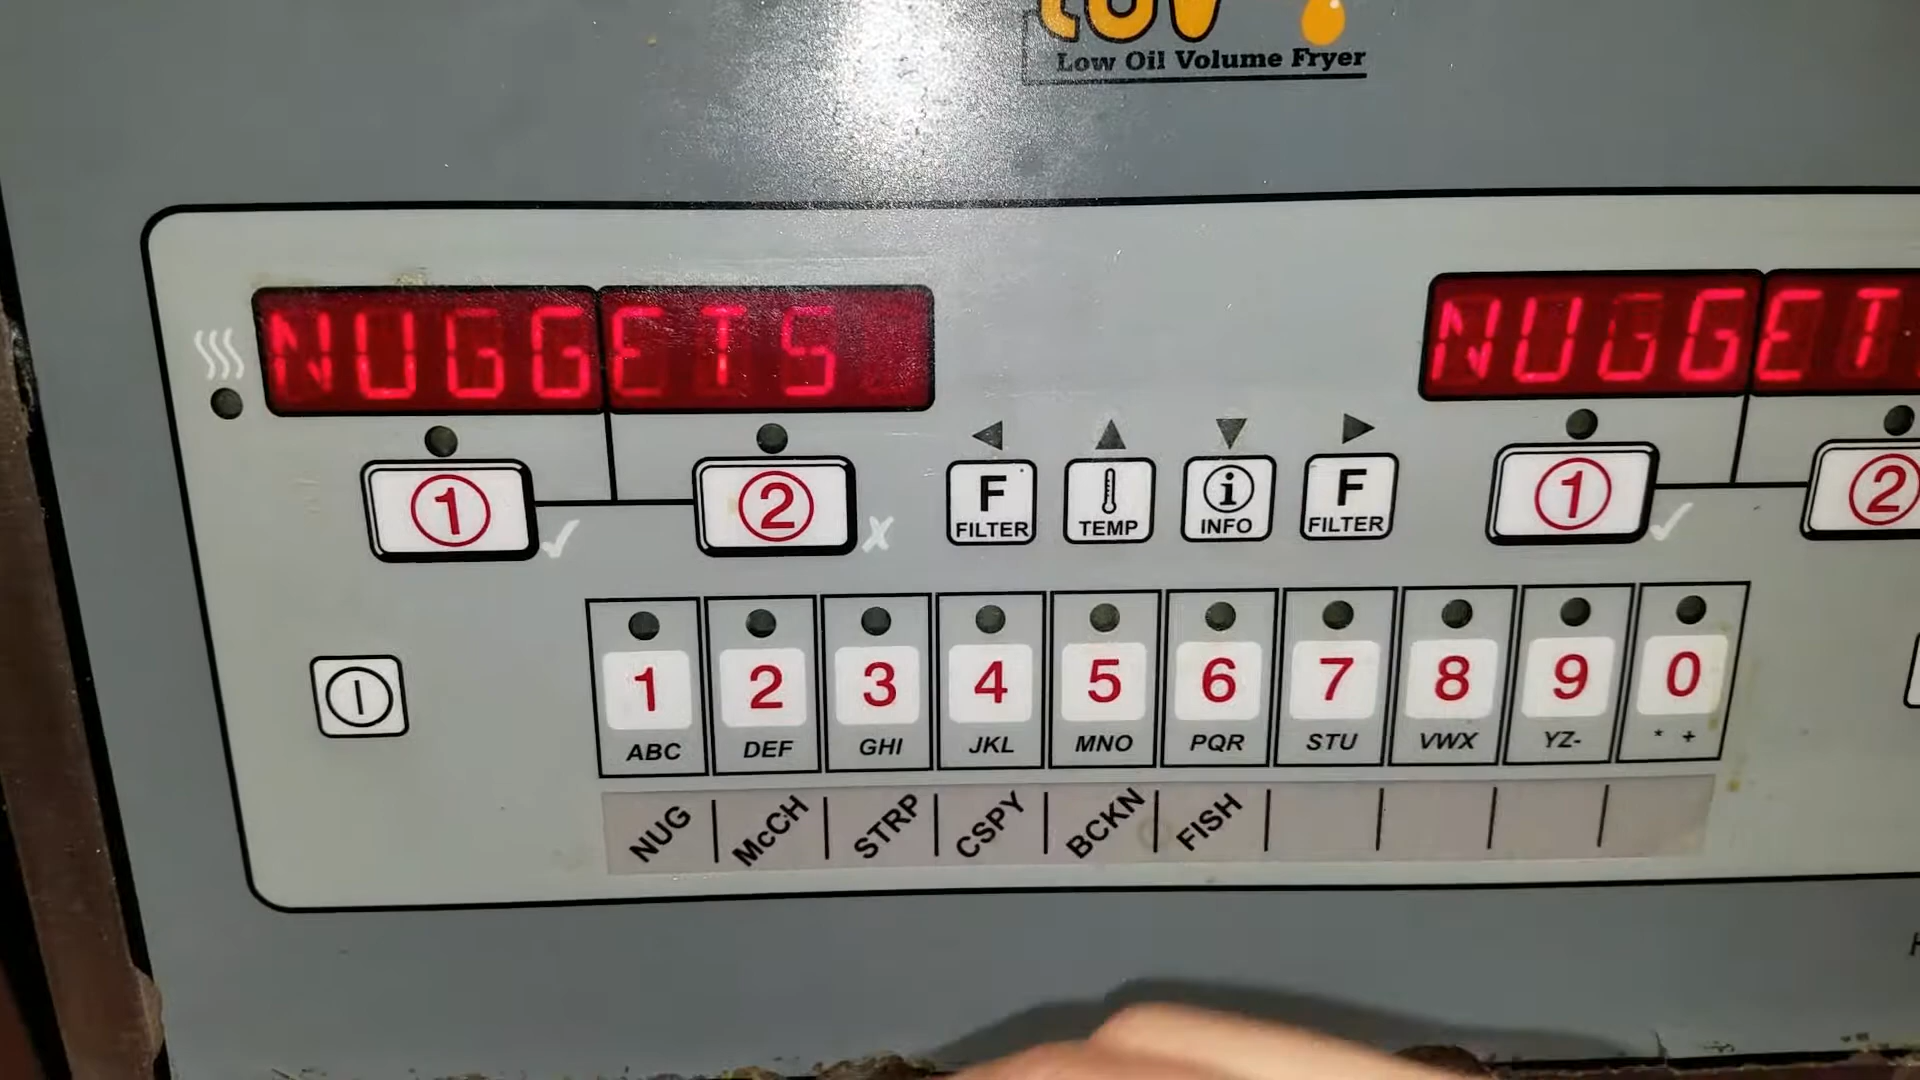 LOV
Low Oil Volume Fryer
NUGGETS NUGGET
1 2 F F 1 2
FILTER TEMP INFO FILTER
1 2 3 4 5 6 7 8 9 0
ABC DEF GHI JKL MNO PQR STU VWX YZ- * +
NUG McCH STRP CSPY BCKN FISH